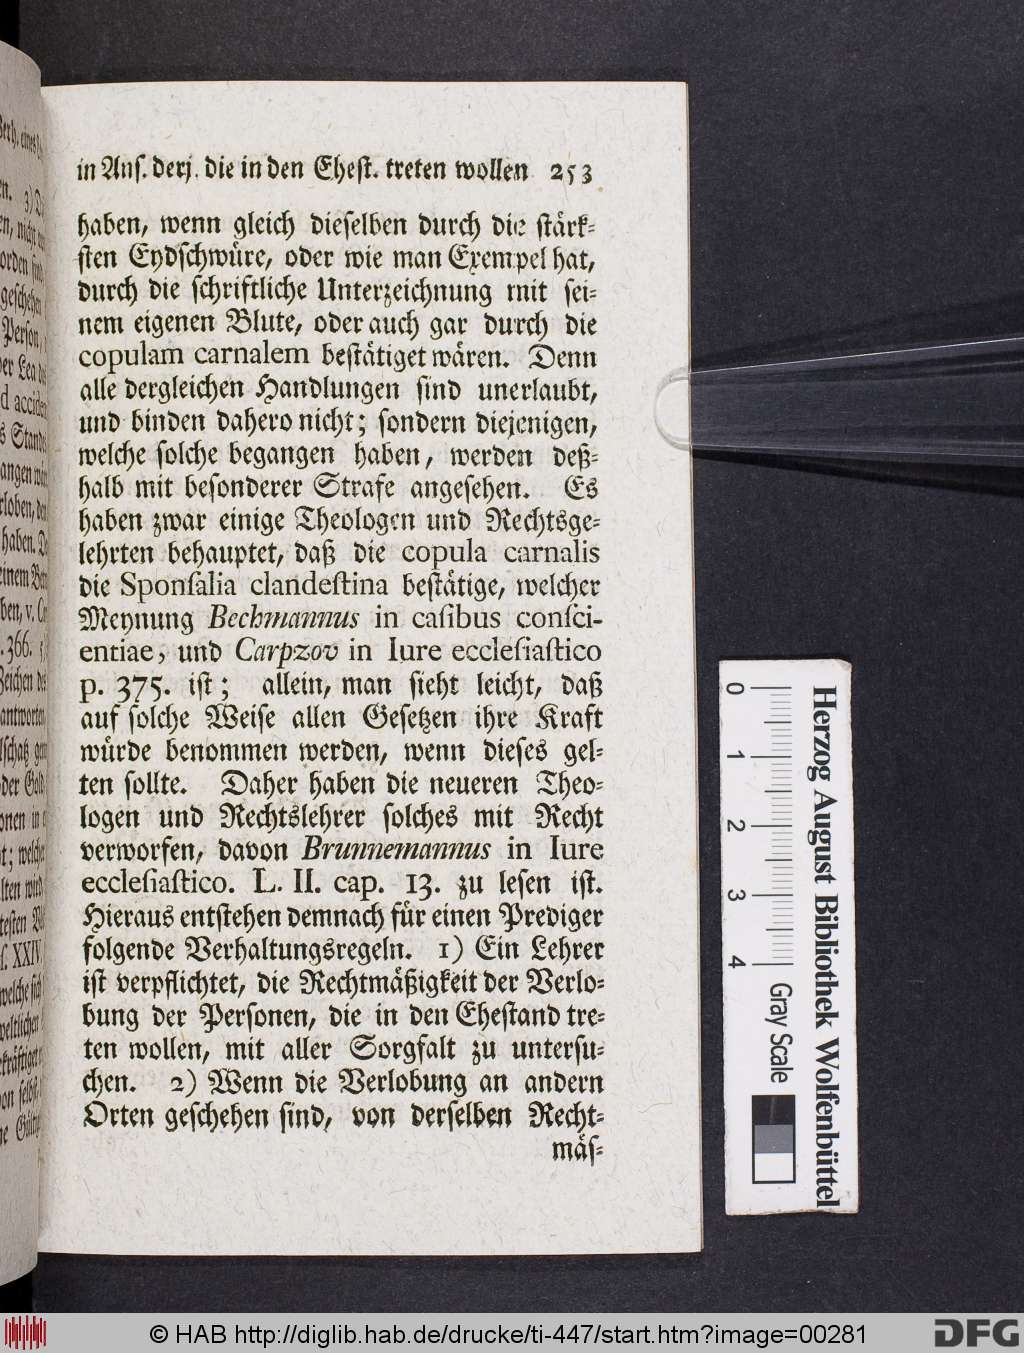 in Ans. derj. die in den Ehest. treten wollen 253
haben, wenn gleich dieselben durch die stärk-
sten Eydschwüre, oder wie man Exempel hat,
durch die schriftliche Unterzeichnung mit sei-
nem eigenen Blute, oder auch gar durch die
copulam carnalem bestätiget wären. Denn
alle dergleichen Handlungen sind unerlaubt,
und binden dahero nicht; sondern diejenigen,
welche solche begangen haben, werden deß-
halb mit besonderer Strafe angesehen. Es
haben zwar einige Theologen und Rechtsge-
lehrten behauptet, daß die copula carnalis
die Sponsalia clandestina bestätige, welcher
Meynung Bechmannus in casibus consci-
entiae, und Carpzov in Iure ecclesiastico
p. 375. ist; allein, man sieht leicht, daß
auf solche Weise allen Gesetzen ihre Kraft
würde benommen werden, wenn dieses gel-
ten sollte. Daher haben die neueren Theo-
logen und Rechtslehrer solches mit Recht
verworfen, davon Brunnemannus in Iure
ecclesiastico. L. II. cap. 13. zu lesen ist.
Hieraus entstehen demnach für einen Prediger
folgende Verhaltungsregeln. 1) Ein Lehrer
ist verpflichtet, die Rechtmäßigkeit der Verlo-
bung der Personen, die in den Ehestand tre-
ten wollen, mit aller Sorgfalt zu untersu-
chen. 2) Wenn die Verlobung an andern
Orten geschehen sind, von derselben Recht-
mäs-
0 1 2 3 4 Gray Scale
Herzog August Bibliothek Wolfenbüttel
© HAB http://diglib.hab.de/drucke/ti-447/start.htm?image=00281
DFG